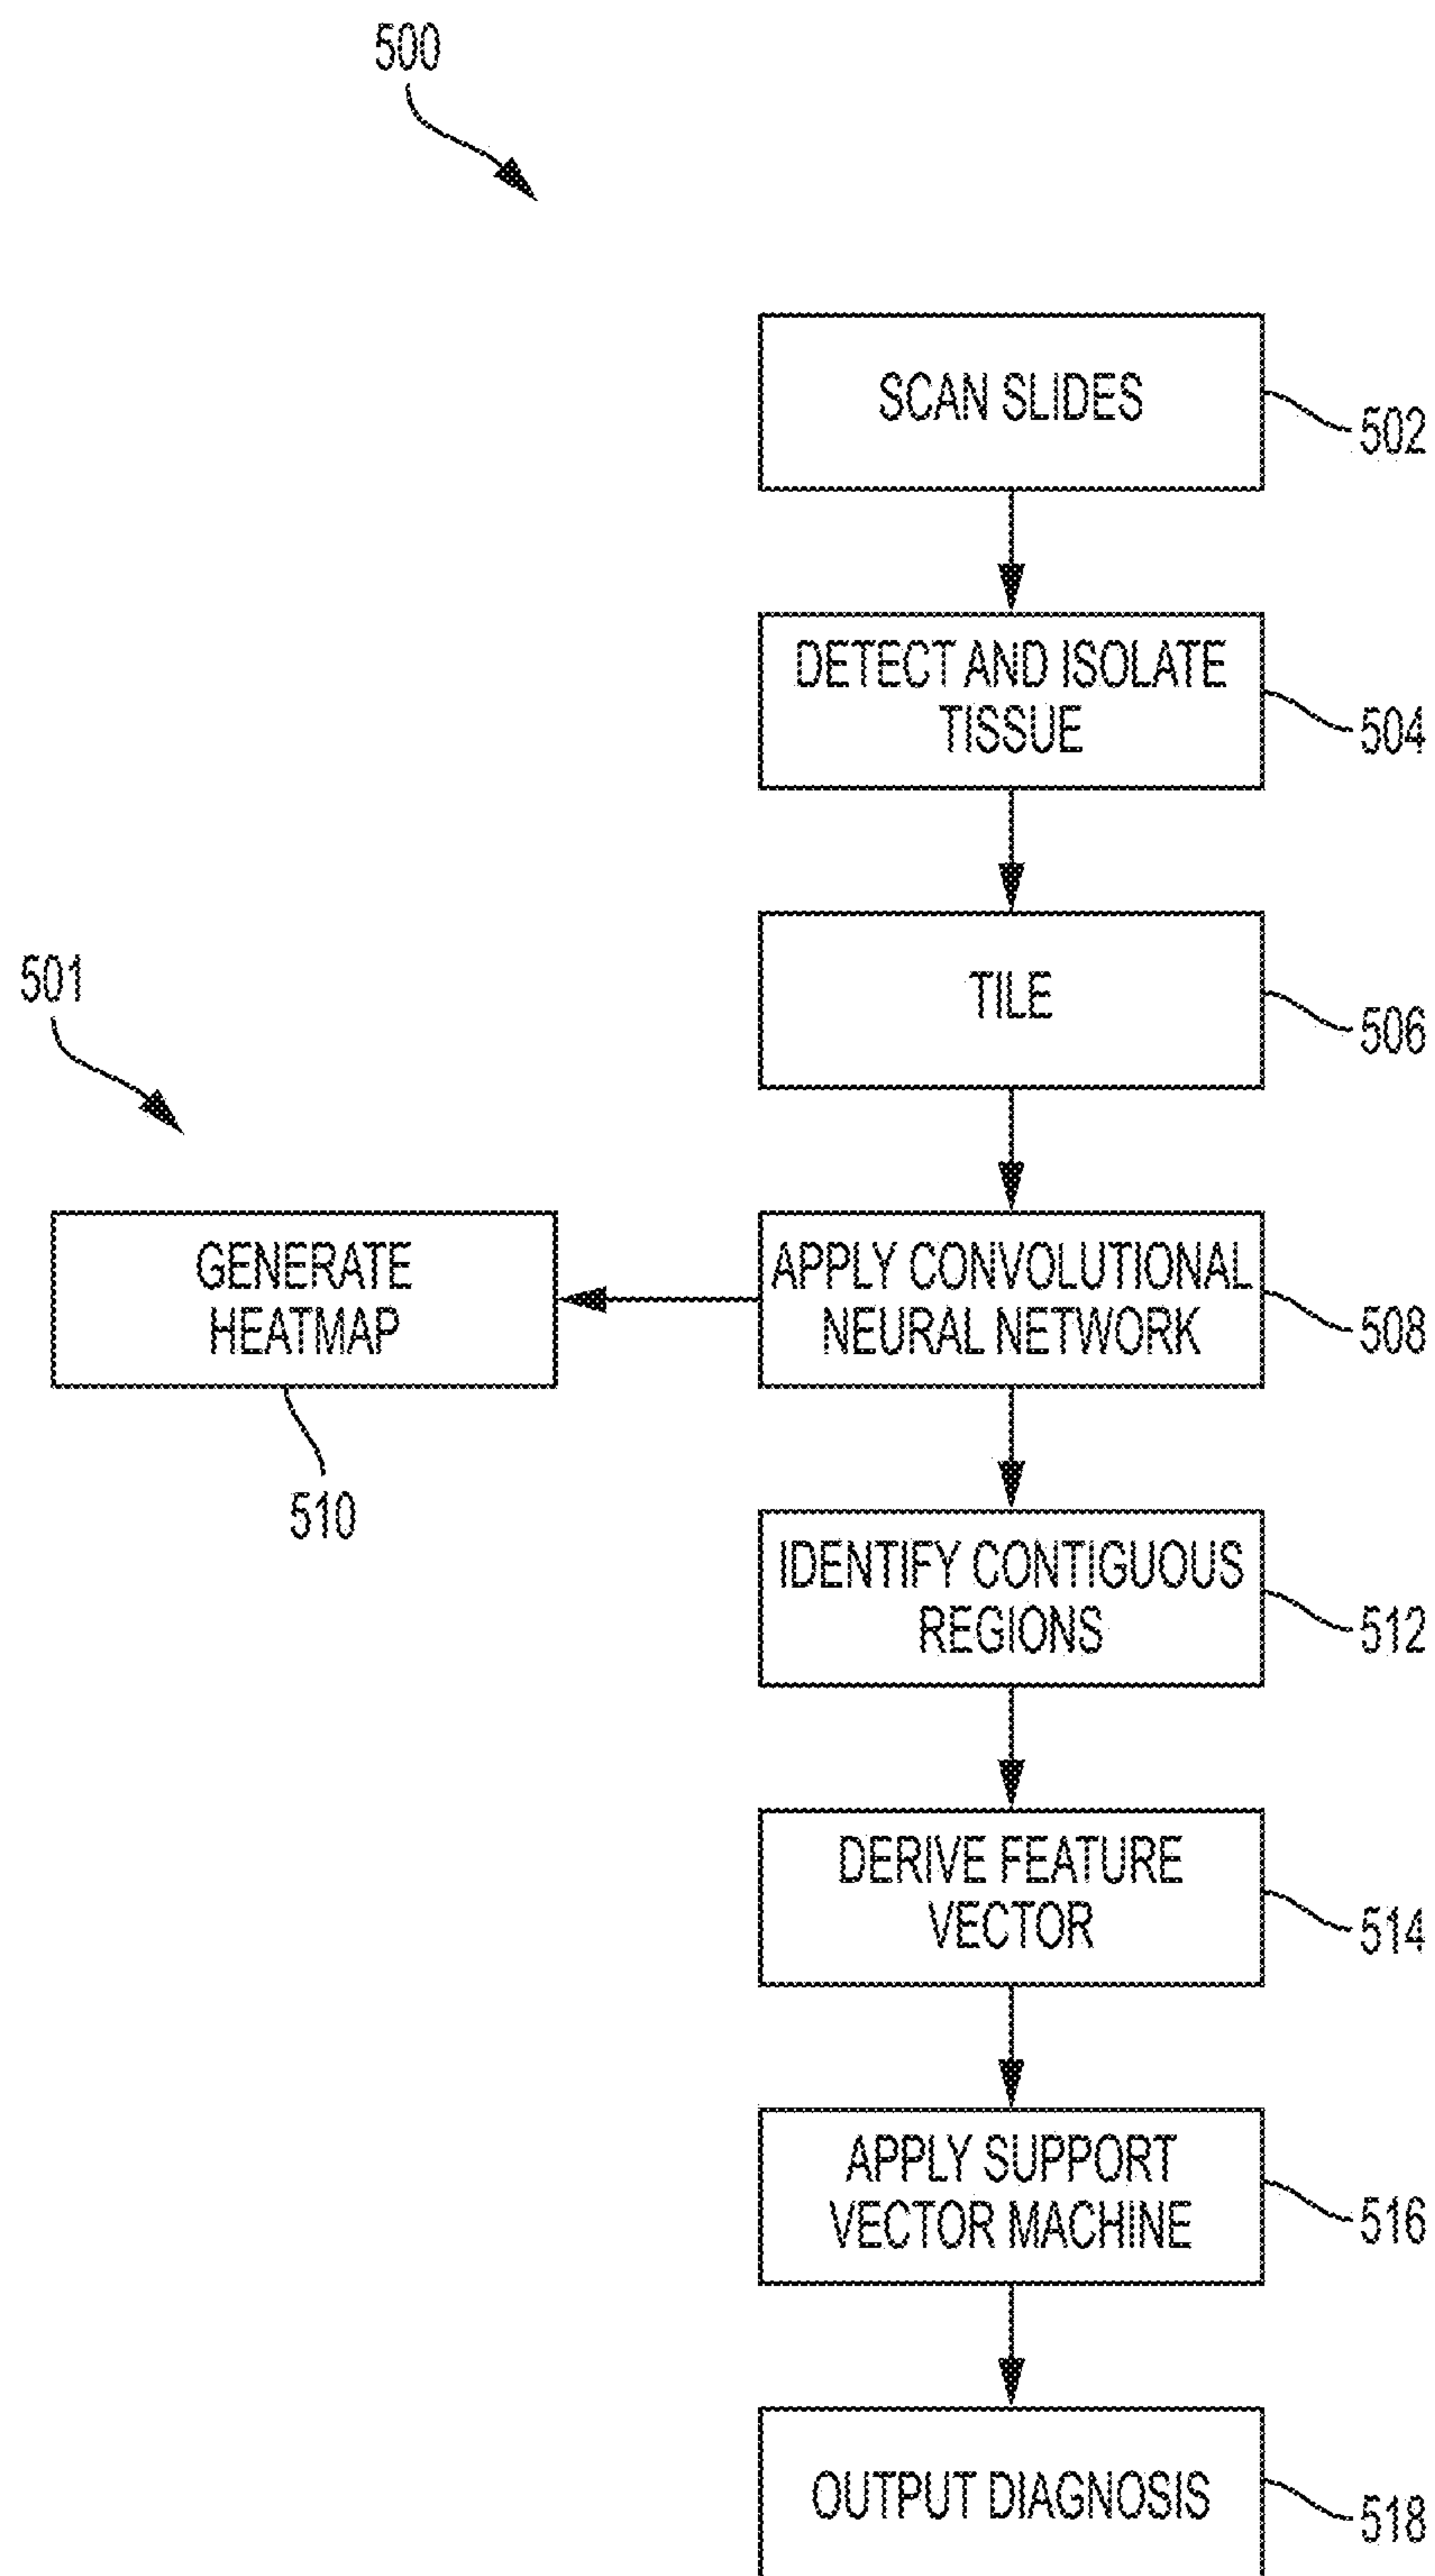 500
SCAN SLIDES
502
DETECT AND ISOLATE
TISSUE
504
TILE
506
501
GENERATE
HEATMAP
510
APPLY CONVOLUTIONAL
NEURAL NETWORK
508
IDENTIFY CONTIGUOUS
REGIONS
512
DERIVE FEATURE
VECTOR
514
APPLY SUPPORT
VECTOR MACHINE
516
OUTPUT DIAGNOSIS
518